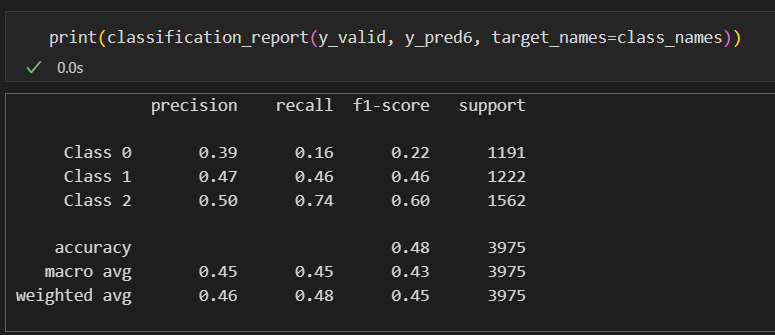 print(classification_report(y_valid, y_pred6, target_names=class_names))
0.0s
precision recall f1-score support
Class 0 0.39 0.16 0.22 1191
Class 1 0.47 0.46 0.46 1222
Class 2 0.50 0.74 0.60 1562
accuracy 0.48 3975
macro avg 0.45 0.45 0.43 3975
weighted avg 0.46 0.48 0.45 3975